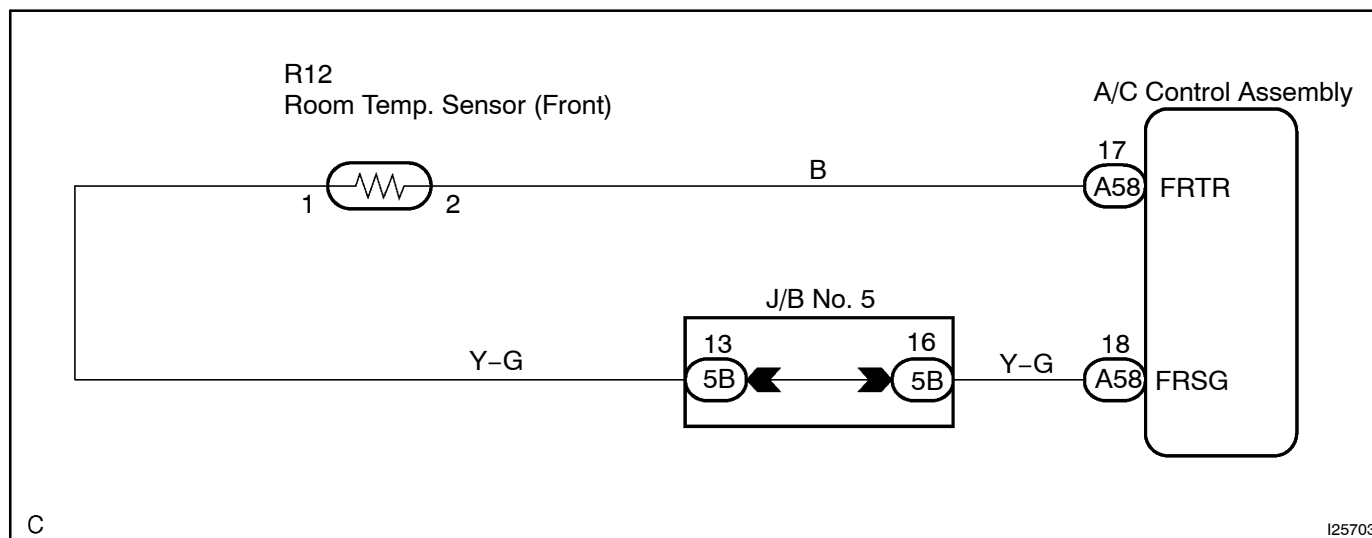 R12
Room Temp. Sensor (Front)
A/C Control Assembly
1
2
B
17
A58
FRTR
J/B No. 5
Y−G
13
5B
16
5B
Y−G
18
A58
FRSG
C
I25703